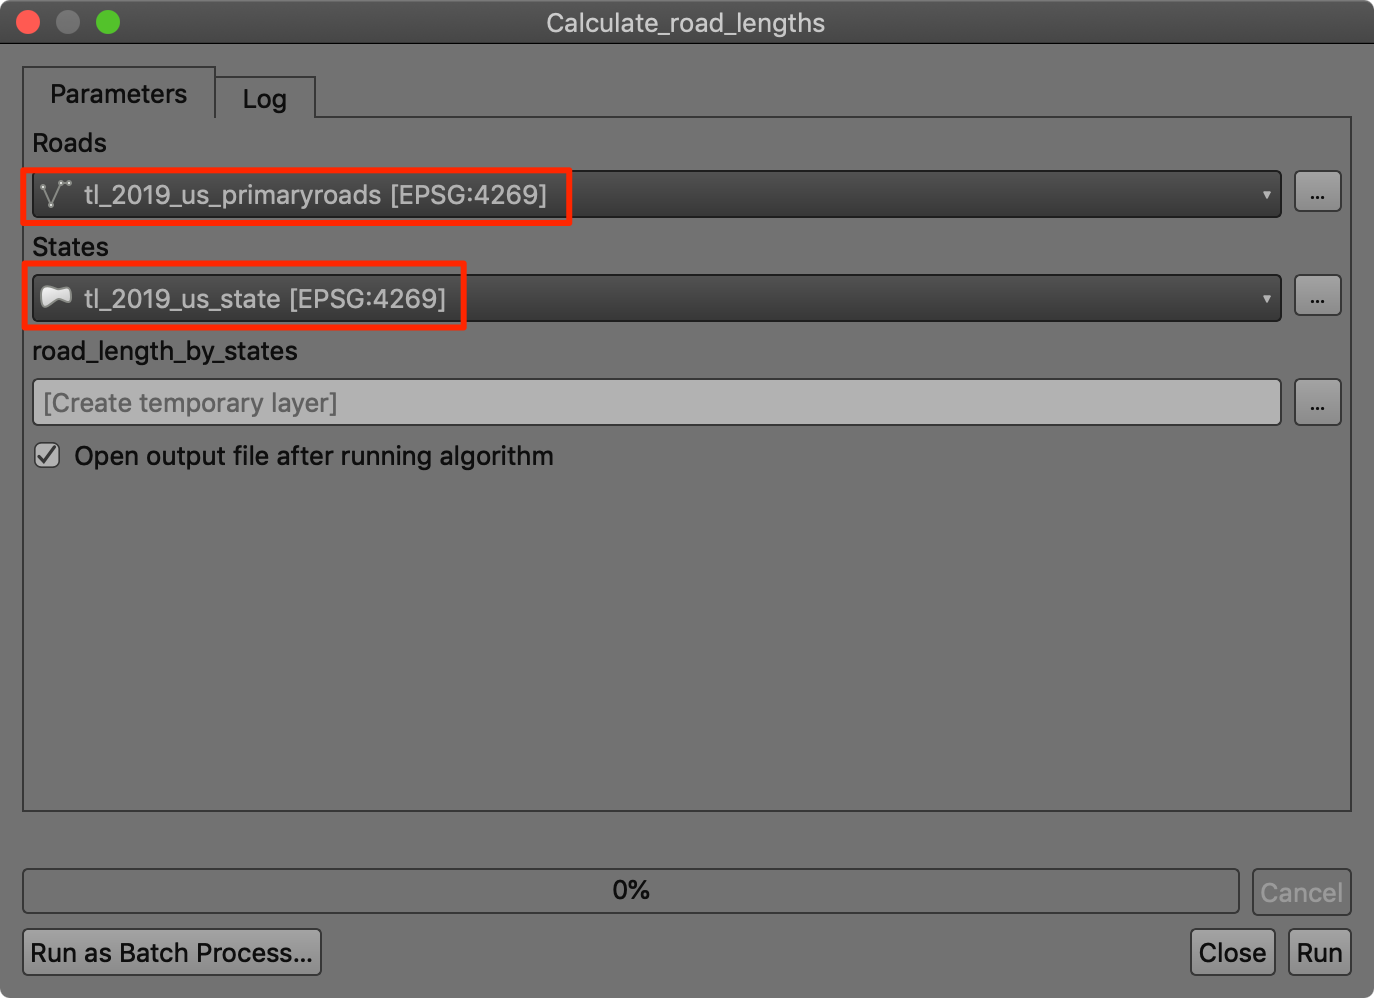 Calculate_road_lengths
Parameters
Log
Roads
tl_2019_us_primaryroads [EPSG:4269]
...
States
tl_2019_us_state [EPSG:4269]
...
road_length_by_states
[Create temporary layer]
...
Open output file after running algorithm
0%
Cancel
Run as Batch Process...
Close
Run